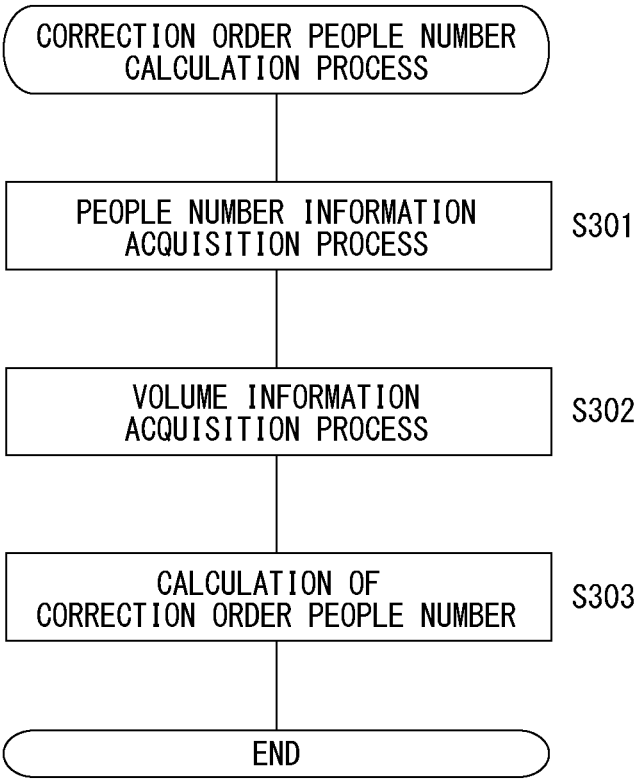 CORRECTION ORDER PEOPLE NUMBER
CALCULATION PROCESS
PEOPLE NUMBER INFORMATION
ACQUISITION PROCESS
S301
VOLUME INFORMATION
ACQUISITION PROCESS
S302
CALCULATION OF
CORRECTION ORDER PEOPLE NUMBER
S303
END